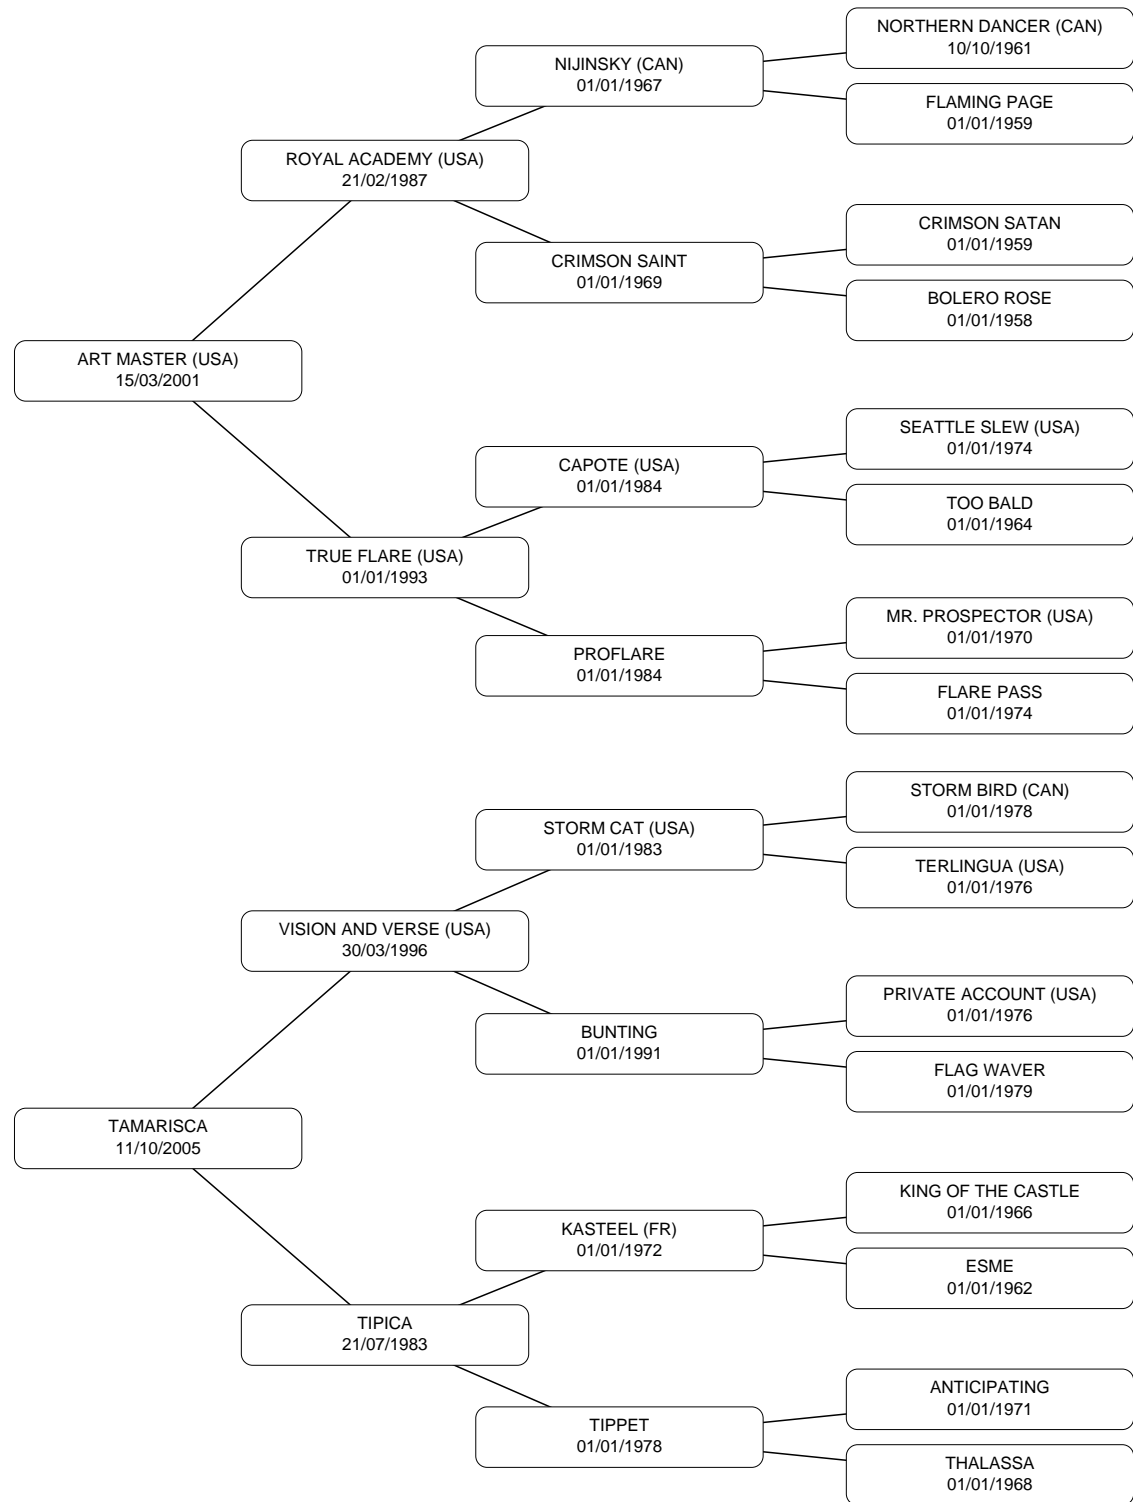 NORTHERN DANCER (CAN)
10/10/1961
NIJINSKY (CAN)
01/01/1967
FLAMING PAGE
01/01/1959
ROYAL ACADEMY (USA)
21/02/1987
CRIMSON SATAN
01/01/1959
CRIMSON SAINT
01/01/1969
BOLERO ROSE
01/01/1958
ART MASTER (USA)
15/03/2001
SEATTLE SLEW (USA)
01/01/1974
CAPOTE (USA)
01/01/1984
TOO BALD
01/01/1964
TRUE FLARE (USA)
01/01/1993
MR. PROSPECTOR (USA)
01/01/1970
PROFLARE
01/01/1984
FLARE PASS
01/01/1974
STORM BIRD (CAN)
01/01/1978
STORM CAT (USA)
01/01/1983
TERLINGUA (USA)
01/01/1976
VISION AND VERSE (USA)
30/03/1996
PRIVATE ACCOUNT (USA)
01/01/1976
BUNTING
01/01/1991
FLAG WAVER
01/01/1979
TAMARISCA
11/10/2005
KING OF THE CASTLE
01/01/1966
KASTEEL (FR)
01/01/1972
ESME
01/01/1962
TIPICA
21/07/1983
ANTICIPATING
01/01/1971
TIPPET
01/01/1978
THALASSA
01/01/1968